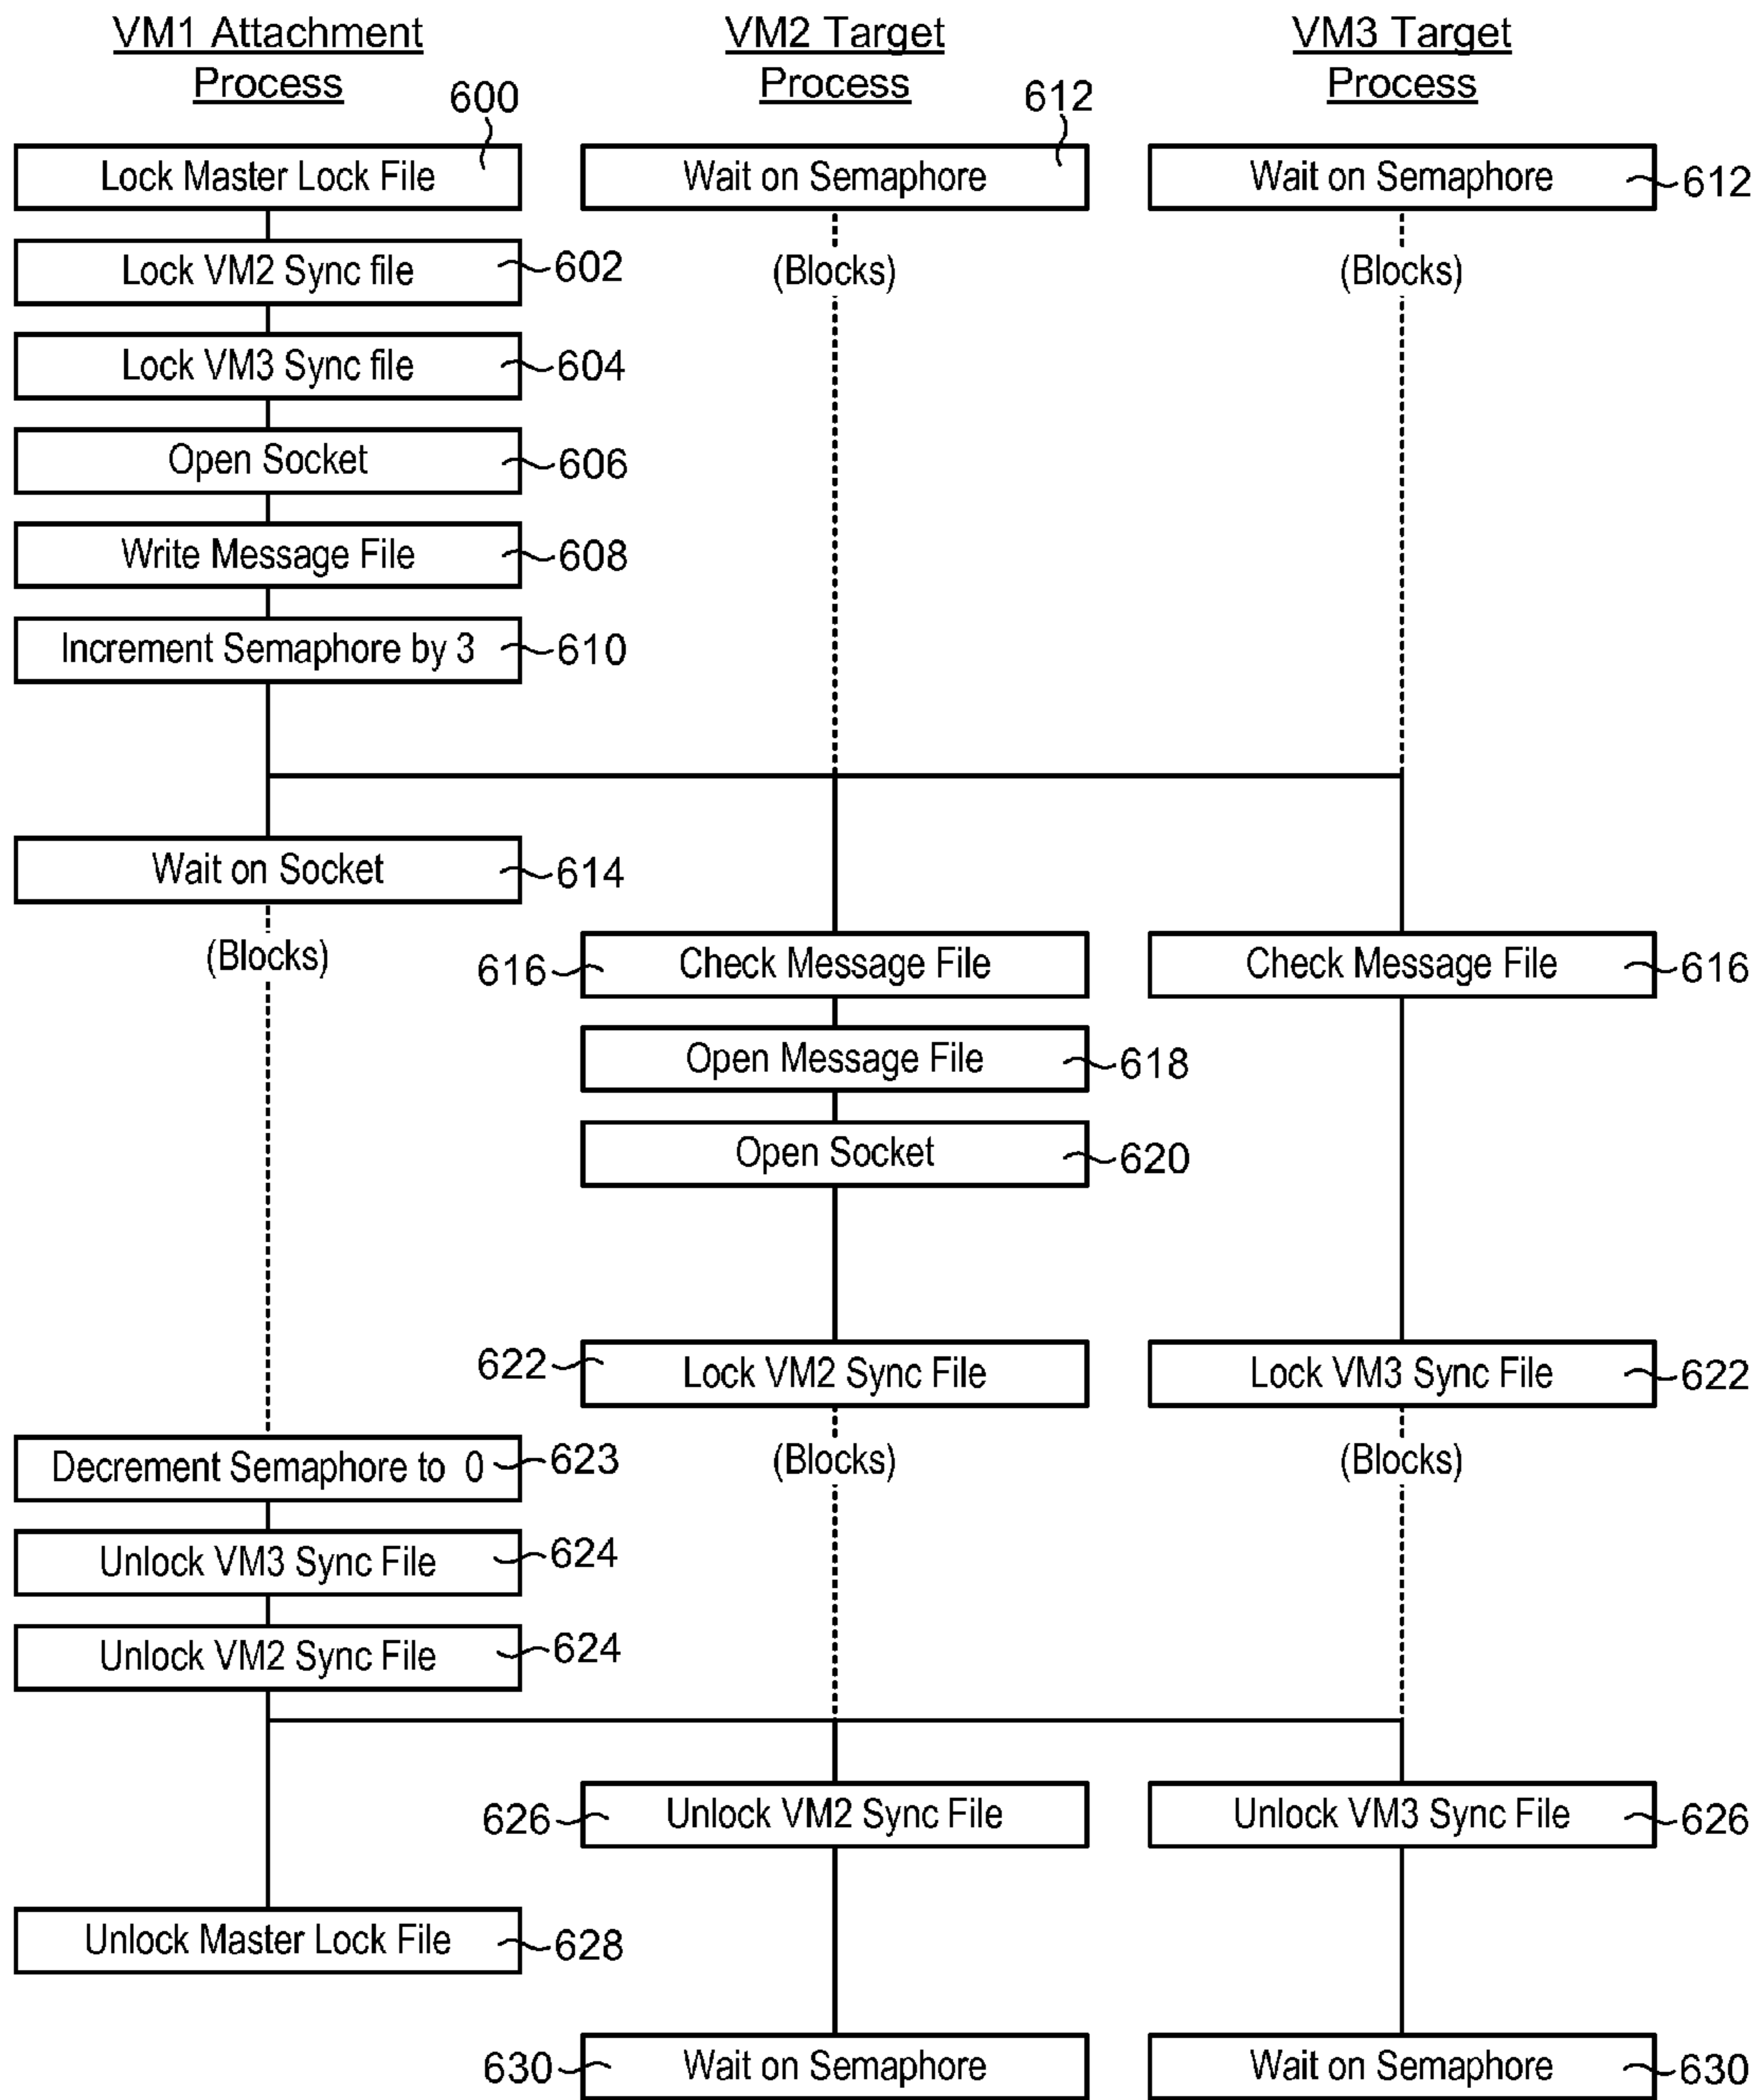 VM1 Attachment
Process
VM2 Target
Process
VM3 Target
Process
600
612
Lock Master Lock File
Wait on Semaphore
Wait on Semaphore
612
Lock VM2 Sync file
602
(Blocks)
(Blocks)
Lock VM3 Sync file
604
Open Socket
606
Write Message File
608
Increment Semaphore by 3
610
Wait on Socket
614
(Blocks)
616
Check Message File
Check Message File
616
Open Message File
618
Open Socket
620
622
Lock VM2 Sync File
Lock VM3 Sync File
622
Decrement Semaphore to 0
623
(Blocks)
(Blocks)
Unlock VM3 Sync File
624
Unlock VM2 Sync File
624
626
Unlock VM2 Sync File
Unlock VM3 Sync File
626
Unlock Master Lock File
628
630
Wait on Semaphore
Wait on Semaphore
630